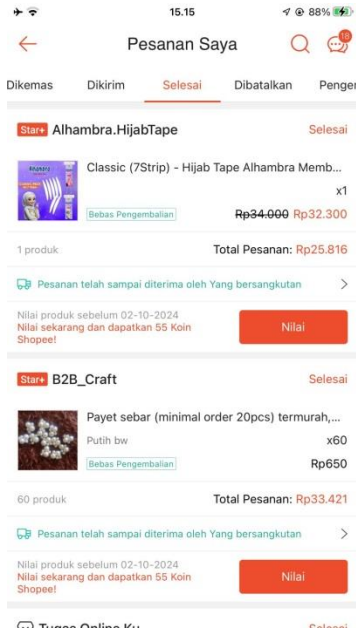 15.15
88%
Pesanan Saya
18
Dikemas Dikirim Selesai Dibatalkan Penge
Star+ Alhambra.HijabTape Selesai
Classic (7Strip) - Hijab Tape Alhambra Memb...
x1
Bebas Pengembalian Rp34.000 Rp32.300
1 produk Total Pesanan: Rp25.816
Pesanan telah sampai diterima oleh Yang bersangkutan
Nilai produk sebelum 02-10-2024
Nilai sekarang dan dapatkan 55 Koin
Shopee!
Nilai
Star+ B2B_Craft Selesai
Payet sebar (minimal order 20pcs) termurah,...
Putih bw x60
Bebas Pengembalian Rp650
60 produk Total Pesanan: Rp33.421
Pesanan telah sampai diterima oleh Yang bersangkutan
Nilai produk sebelum 02-10-2024
Nilai sekarang dan dapatkan 55 Koin
Shopee!
Nilai
Tugas Online Ku Selesai